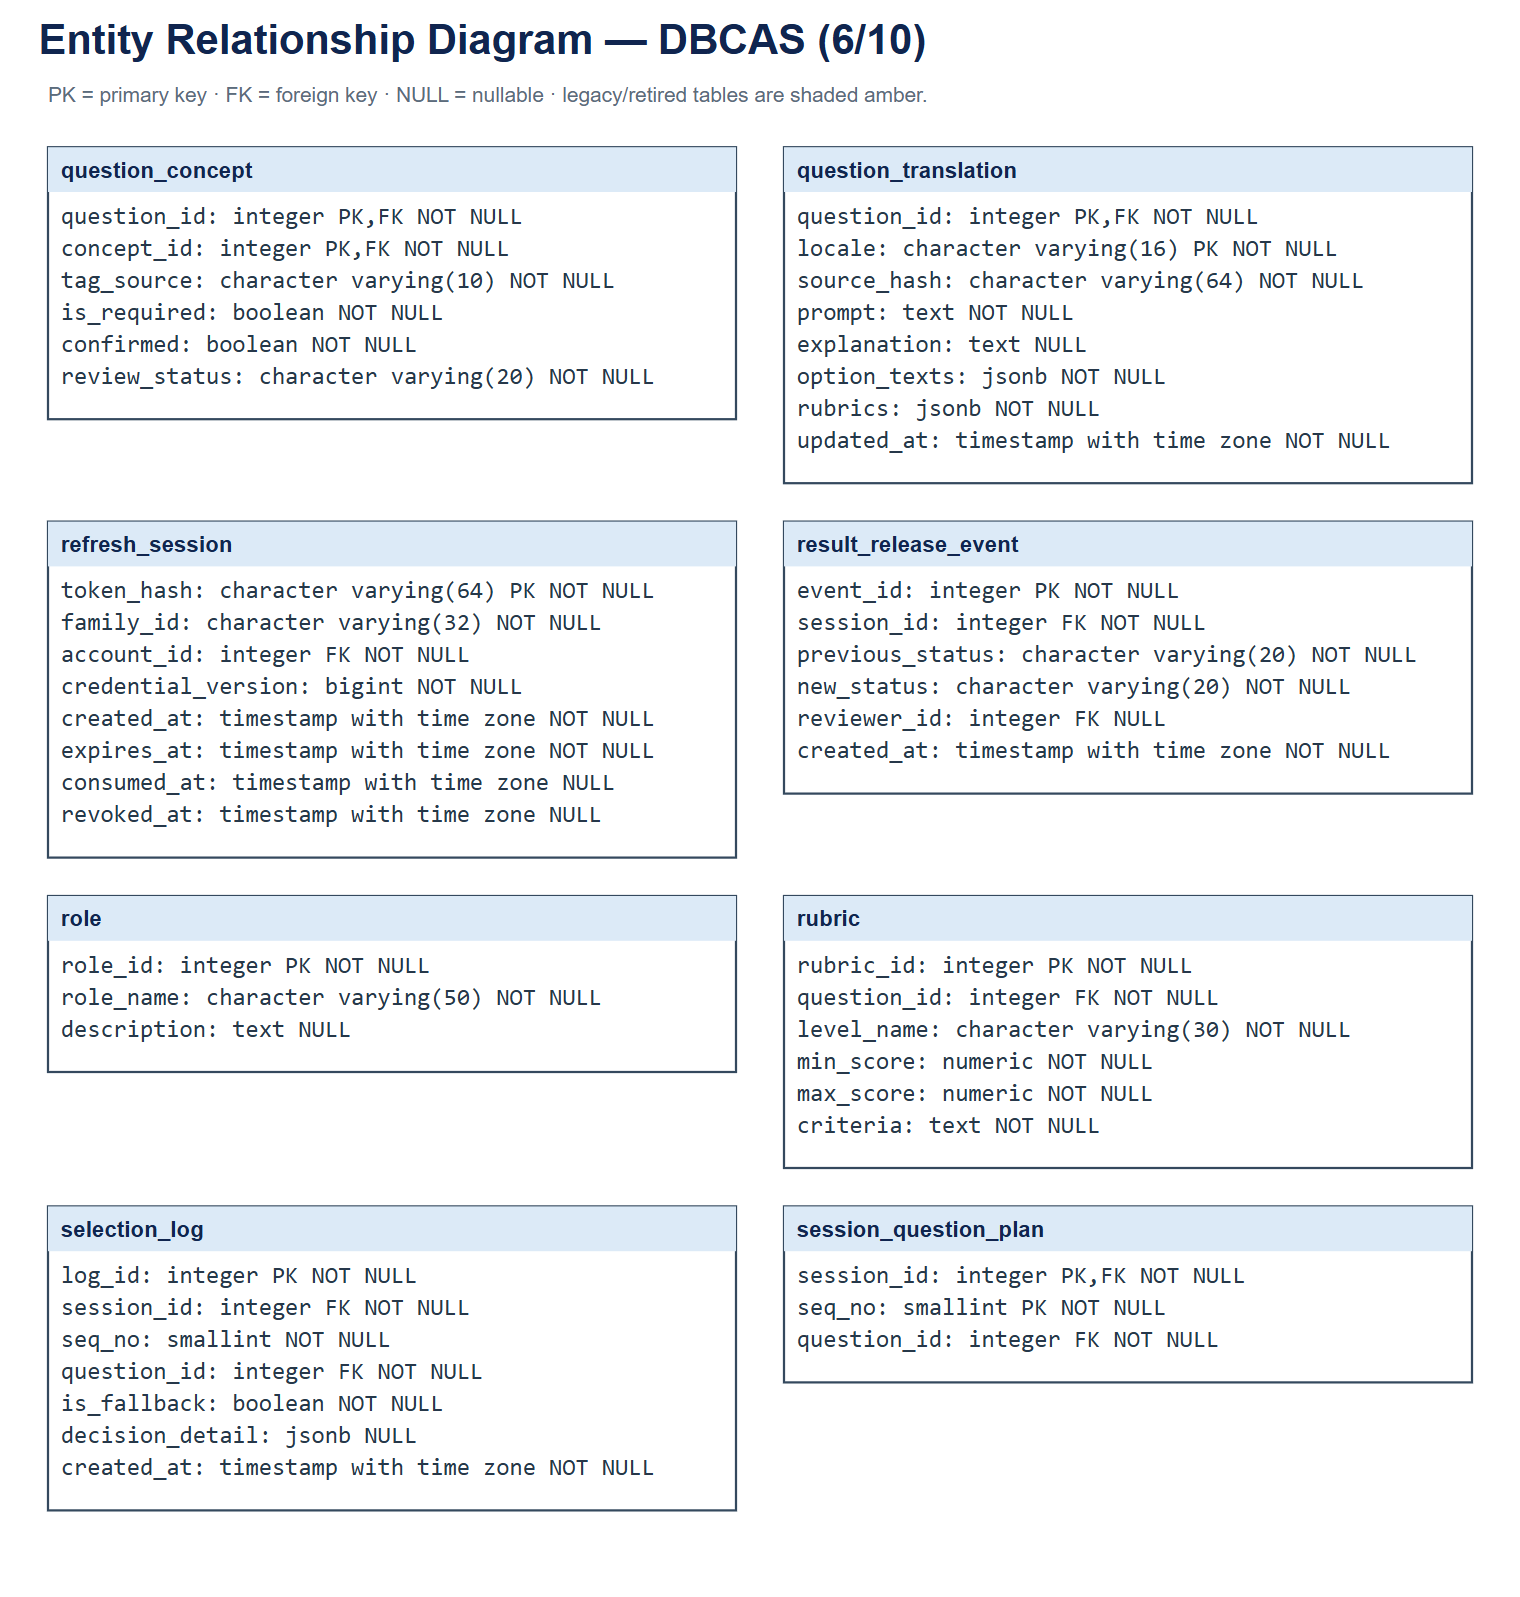 Entity Relationship Diagram — DBCAS (6/10)
PK = primary key · FK = foreign key · NULL = nullable · legacy/retired tables are shaded amber.
question_concept
question_id: integer PK,FK NOT NULL
concept_id: integer PK,FK NOT NULL
tag_source: character varying(10) NOT NULL
is_required: boolean NOT NULL
confirmed: boolean NOT NULL
review_status: character varying(20) NOT NULL
question_translation
question_id: integer PK,FK NOT NULL
locale: character varying(16) PK NOT NULL
source_hash: character varying(64) NOT NULL
prompt: text NOT NULL
explanation: text NULL
option_texts: jsonb NOT NULL
rubrics: jsonb NOT NULL
updated_at: timestamp with time zone NOT NULL
refresh_session
token_hash: character varying(64) PK NOT NULL
family_id: character varying(32) NOT NULL
account_id: integer FK NOT NULL
credential_version: bigint NOT NULL
created_at: timestamp with time zone NOT NULL
expires_at: timestamp with time zone NOT NULL
consumed_at: timestamp with time zone NULL
revoked_at: timestamp with time zone NULL
result_release_event
event_id: integer PK NOT NULL
session_id: integer FK NOT NULL
previous_status: character varying(20) NOT NULL
new_status: character varying(20) NOT NULL
reviewer_id: integer FK NULL
created_at: timestamp with time zone NOT NULL
role
role_id: integer PK NOT NULL
role_name: character varying(50) NOT NULL
description: text NULL
rubric
rubric_id: integer PK NOT NULL
question_id: integer FK NOT NULL
level_name: character varying(30) NOT NULL
min_score: numeric NOT NULL
max_score: numeric NOT NULL
criteria: text NOT NULL
selection_log
log_id: integer PK NOT NULL
session_id: integer FK NOT NULL
seq_no: smallint NOT NULL
question_id: integer FK NOT NULL
is_fallback: boolean NOT NULL
decision_detail: jsonb NULL
created_at: timestamp with time zone NOT NULL
session_question_plan
session_id: integer PK,FK NOT NULL
seq_no: smallint PK NOT NULL
question_id: integer FK NOT NULL